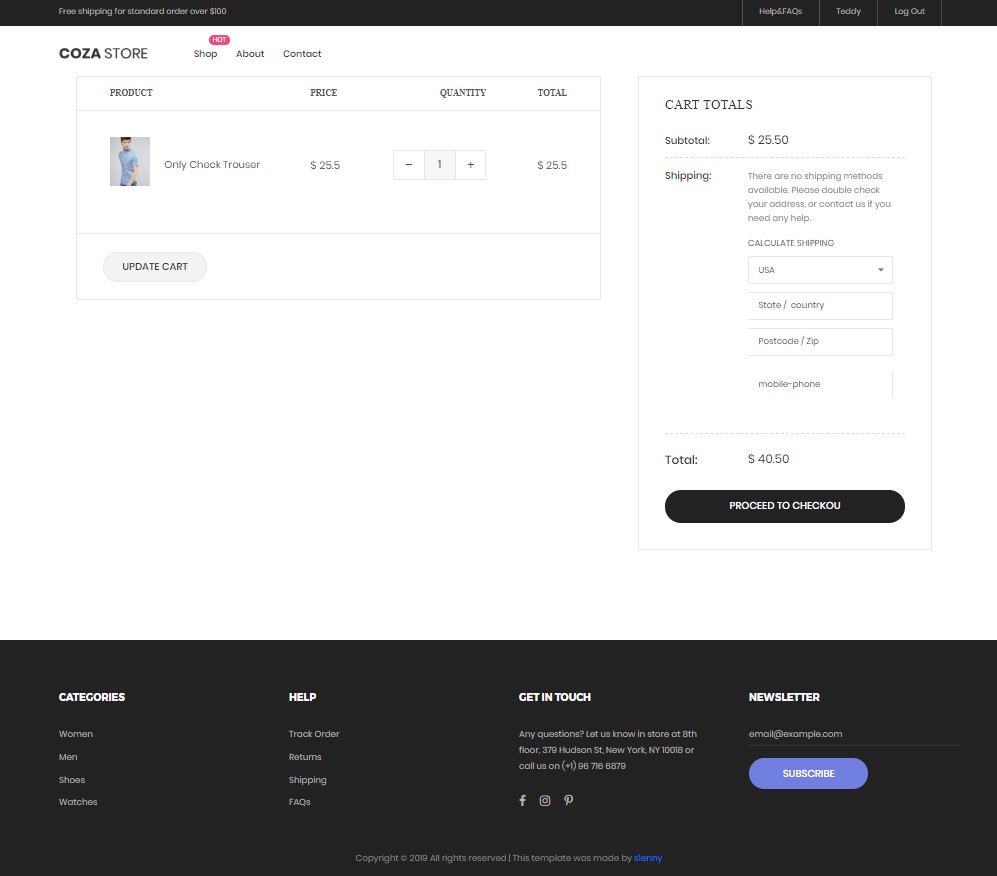 Free shipping for standard order over $100
Help&FAQs
Teddy
Log Out
COZA STORE
HOT
Shop
About
Contact
PRODUCT PRICE QUANTITY TOTAL
Only Check Trouser $ 25.5 − 1 + $ 25.5
UPDATE CART
CART TOTALS
Subtotal: $ 25.50
Shipping: There are no shipping methods
available. Please double check
your address, or contact us if you
need any help.
CALCULATE SHIPPING
USA
State / country
Postcode / Zip
mobile-phone
Total: $ 40.50
PROCEED TO CHECKOU
CATEGORIES
Women
Men
Shoes
Watches
HELP
Track Order
Returns
Shipping
FAQs
GET IN TOUCH
Any questions? Let us know in store at 8th
floor, 379 Hudson St, New York, NY 10018 or
call us on (+1) 96 716 6879
NEWSLETTER
email@example.com
SUBSCRIBE
Copyright © 2019 All rights reserved | This template was made by slenny